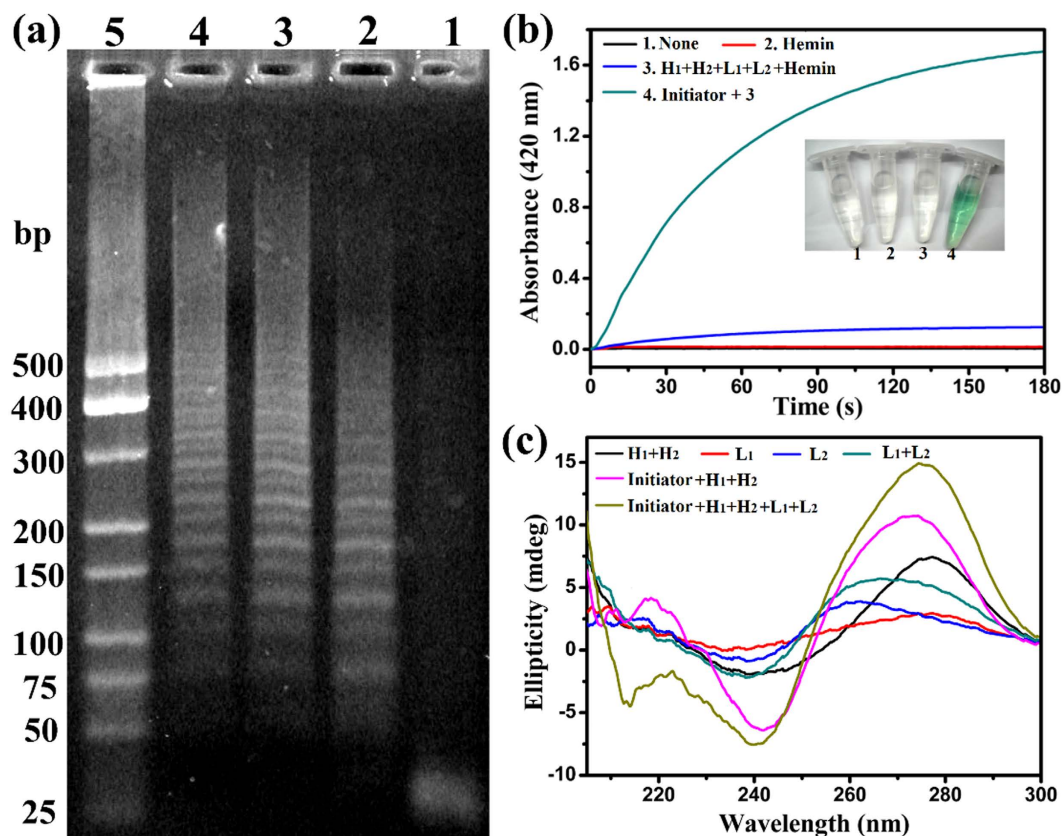 (a)
5 4 3 2 1
bp
500
400
300
200
150
100
75
50
25
(b)
1. None 2. Hemin
3. H₁+H₂+L₁+L₂+Hemin
4. Initiator + 3
Absorbance (420 nm)
1.6
1.2
0.8
0.4
0.0
1 2 3 4
0 30 60 90 120 150 180
Time (s)
(c)
H₁+H₂ L₁ L₂ L₁+L₂
Initiator+H₁+H₂
Initiator+H₁+H₂+L₁+L₂
Ellipticity (mdeg)
15
10
5
0
-5
-10
220 240 260 280 300
Wavelength (nm)